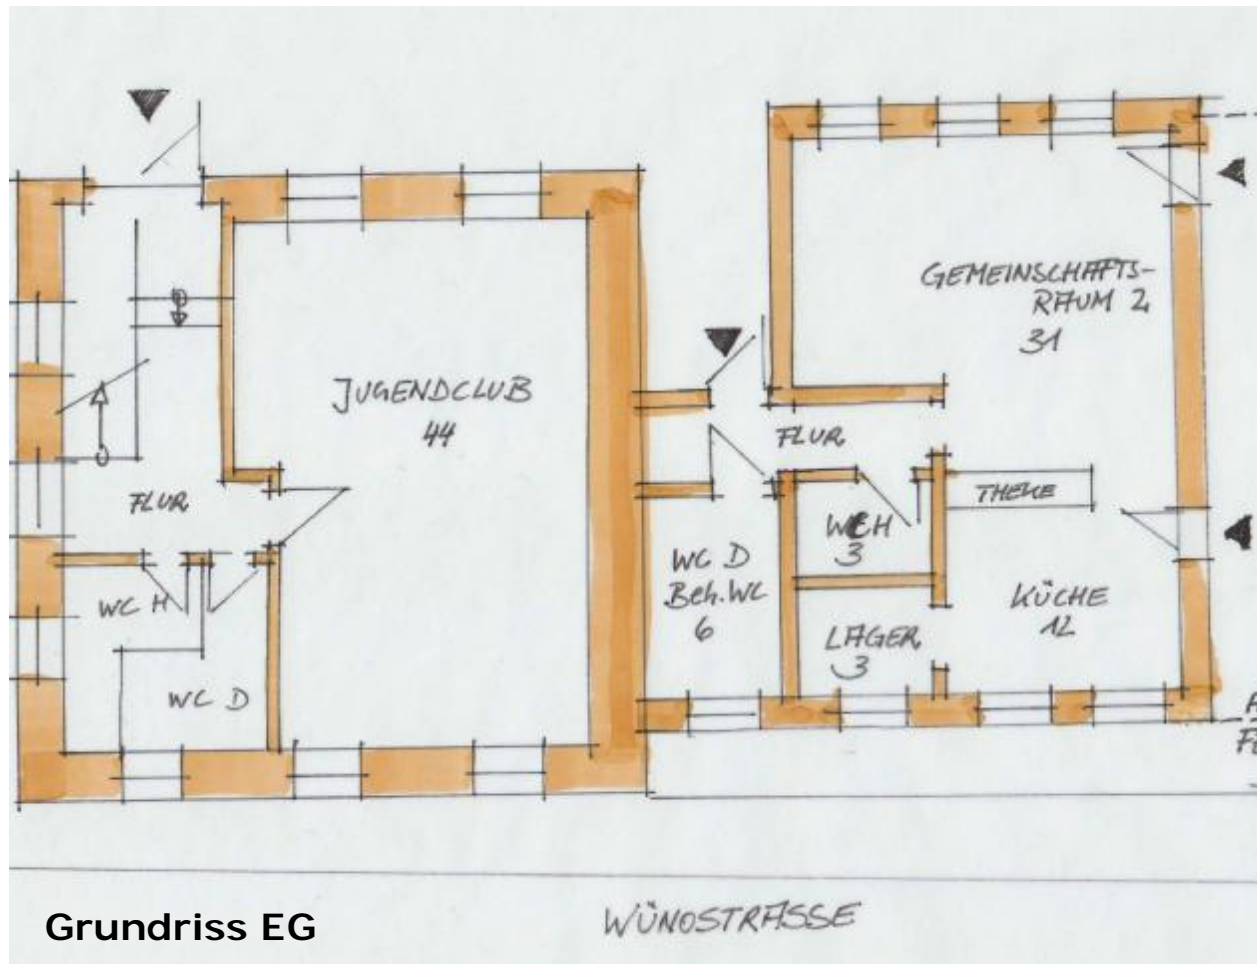 GEMEINSCHAFTS-
RAUM 2
31
JUGENDCLUB
44
FLUR
FLUR
THEKE
WC H
3
WC D
Beh. WC
6
KÜCHE
12
LAGER
3
WC H
WC D
WÜNOSTRASSE
Grundriss EG